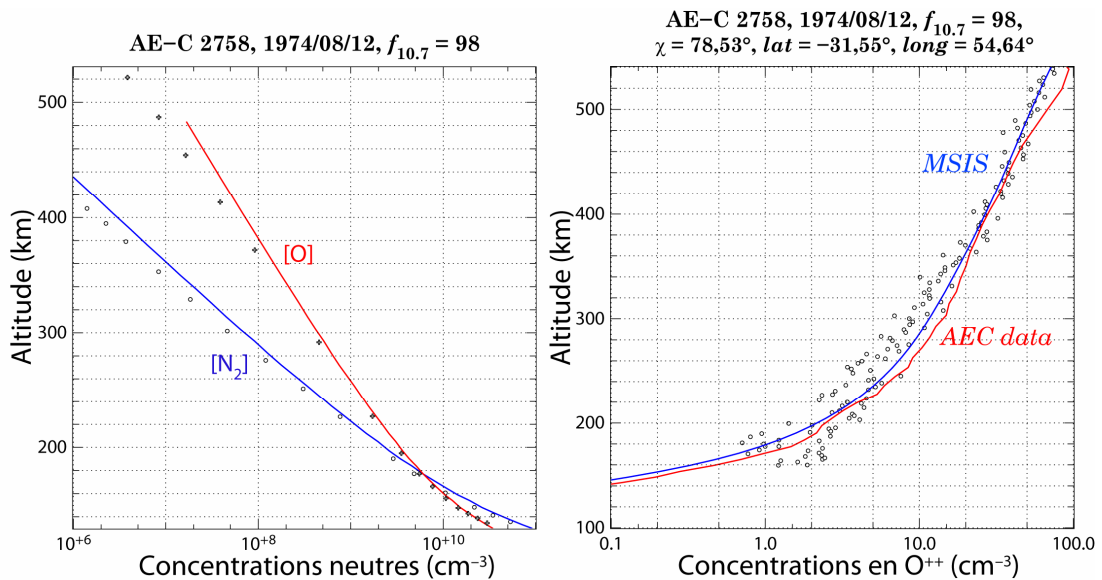 AE−C 2758, 1974/08/12, f10.7 = 98
Altitude (km)
500
400
300
200
[O]
[N2]
10+6
10+8
10+10
Concentrations neutres (cm−3)
AE−C 2758, 1974/08/12, f10.7 = 98,
χ = 78,53°, lat = −31,55°, long = 54,64°
Altitude (km)
500
400
300
200
100
MSIS
AEC data
0.1
1.0
10.0
100.0
Concentrations en O++ (cm−3)